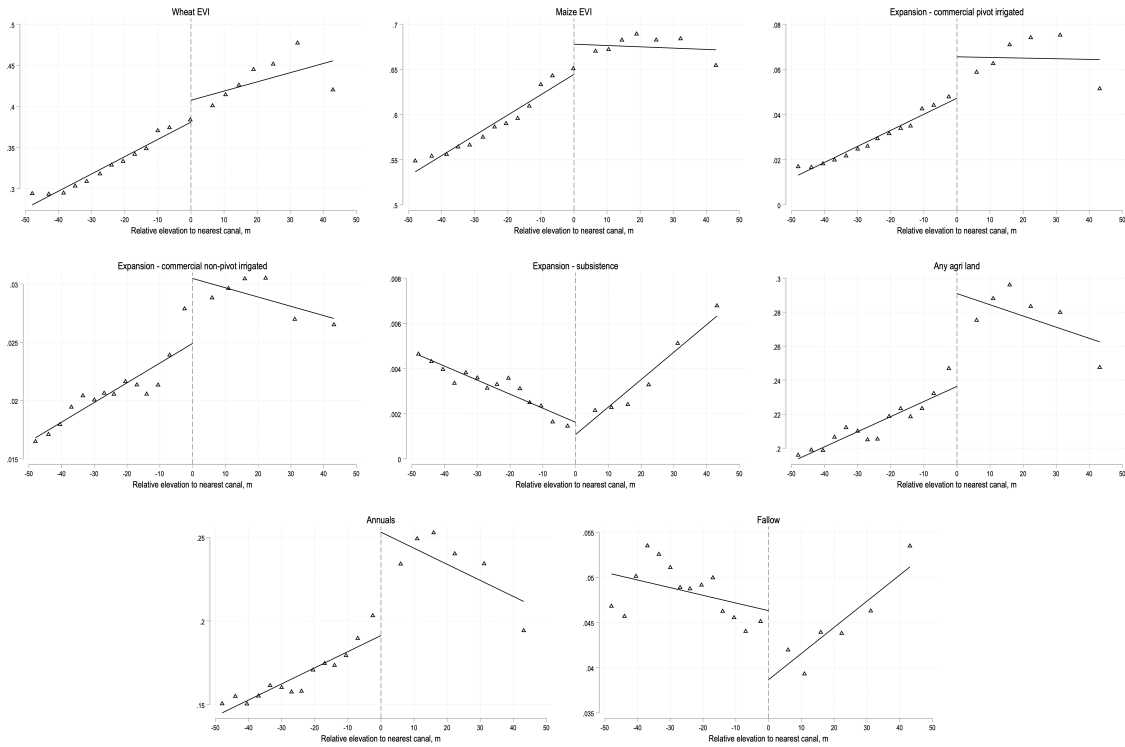 Wheat EVI
.5
.45
.4
.35
.3
-50 -40 -30 -20 -10 0 10 20 30 40 50
Relative elevation to nearest canal, m
Maize EVI
.7
.65
.6
.55
.5
-50 -40 -30 -20 -10 0 10 20 30 40 50
Relative elevation to nearest canal, m
Expansion - commercial pivot irrigated
.08
.06
.04
.02
0
-50 -40 -30 -20 -10 0 10 20 30 40 50
Relative elevation to nearest canal, m
Expansion - commercial non-pivot irrigated
.03
.025
.02
.015
-50 -40 -30 -20 -10 0 10 20 30 40 50
Relative elevation to nearest canal, m
Expansion - subsistence
.008
.006
.004
.002
0
-50 -40 -30 -20 -10 0 10 20 30 40 50
Relative elevation to nearest canal, m
Any agri land
.3
.28
.26
.24
.22
.2
-50 -40 -30 -20 -10 0 10 20 30 40 50
Relative elevation to nearest canal, m
Annuals
.25
.2
.15
-50 -40 -30 -20 -10 0 10 20 30 40 50
Relative elevation to nearest canal, m
Fallow
.055
.05
.045
.04
.035
-50 -40 -30 -20 -10 0 10 20 30 40 50
Relative elevation to nearest canal, m